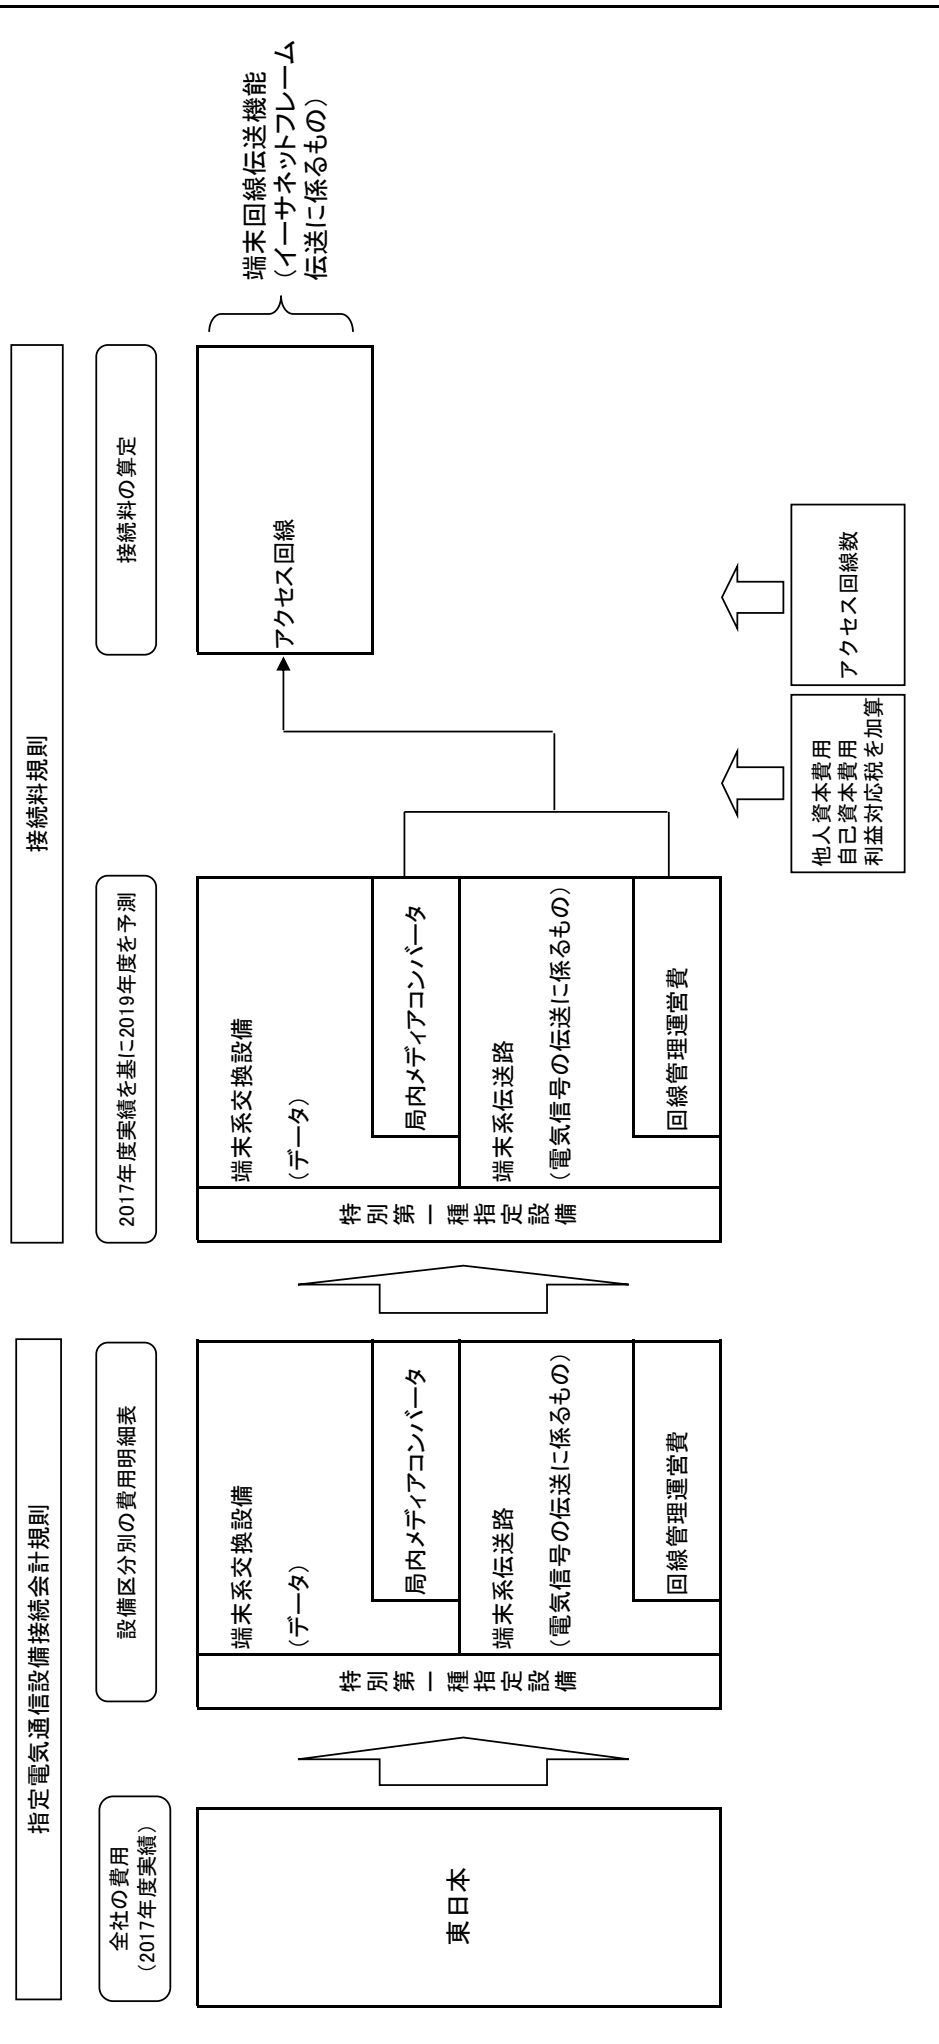 指定電気通信設備接続会計規則
接続料規則
全社の費用
（2017年度実績）
設備区分別の費用明細表
2017年度実績を基に2019年度を予測
接続料の算定
東日本
特別第一種指定設備
端末系交換設備
（データ）
局内メディアコンバータ
端末系伝送路
（電気信号の伝送に係るもの）
回線管理運営費
特別第一種指定設備
端末系交換設備
（データ）
局内メディアコンバータ
端末系伝送路
（電気信号の伝送に係るもの）
回線管理運営費
アクセス回線
端末回線伝送機能
（イーサネットフレーム
伝送に係るもの）
他人資本費用
自己資本費用
利益対応税を加算
アクセス回線数